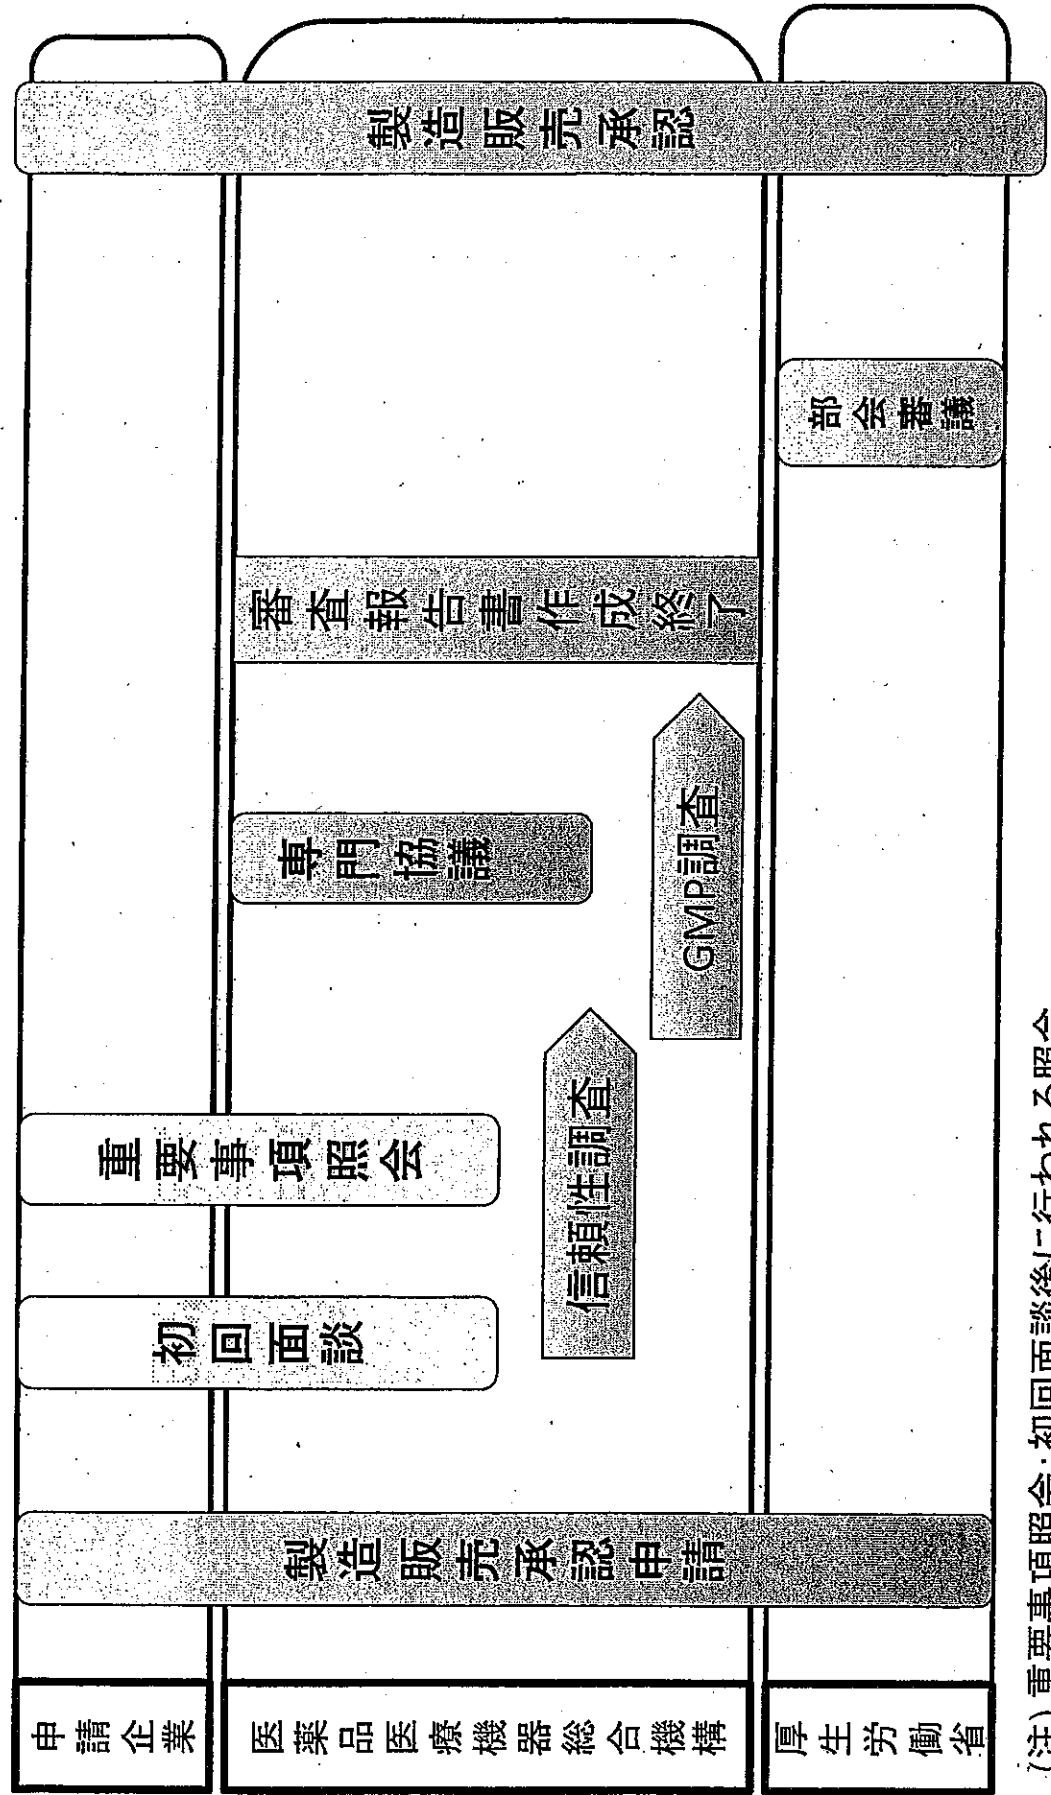 申請企業
医薬品医療機器総合機構
厚生労働省
製造販売承認申請
初回面談
重要事項照会
信頼性調査
専門協議
GMP調査
審査報告書作成終了
部会審議
製造販売承認
(注)重要事項照会:初回面談後に行われる照会